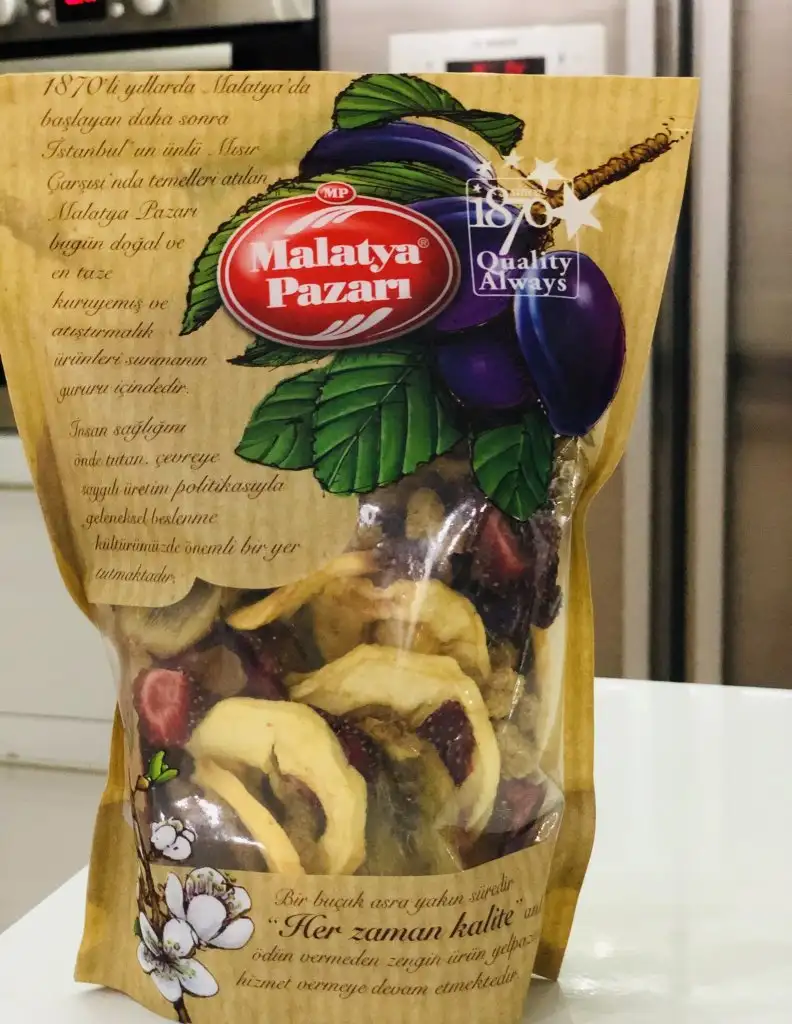 1870'li yıllarda Malatya'da
başlayan daha sonra
İstanbul'un ünlü Mısır
Çarşısı'nda temelleri atılan
Malatya Pazarı
bugün doğal ve
en taze
kuruyemiş ve
atıştırmalık
ürünleri sunmanın
gururu içindedir.
İnsan sağlığını
önde tutan, çevreye
saygılı üretim politikasıyla
geleneksel beslenme
kültürümüzde önemli bir yer
tutmaktadır.
MP
Malatya®
Pazarı
1870
Quality
Always
Bir buçuk asra yakın süredir
"Her zaman kalite"
ödün vermeden zengin ürün
hizmet vermeye devam etmektedir.